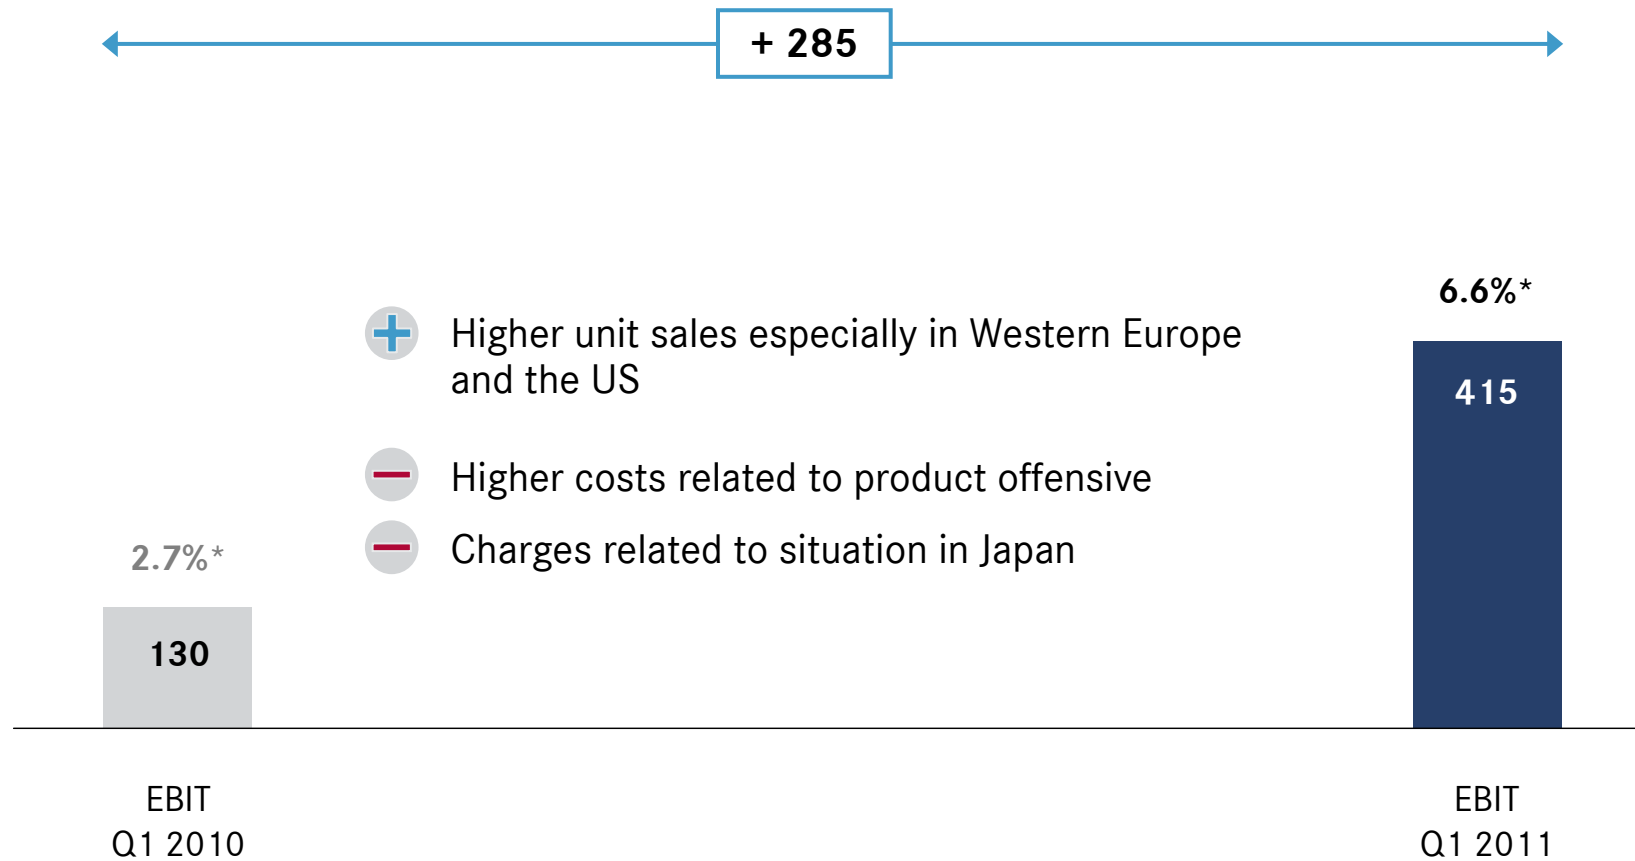 + 285
6.6%*
415
Higher unit sales especially in Western Europe
and the US
Higher costs related to product offensive
Charges related to situation in Japan
2.7%*
130
EBIT
Q1 2010
EBIT
Q1 2011